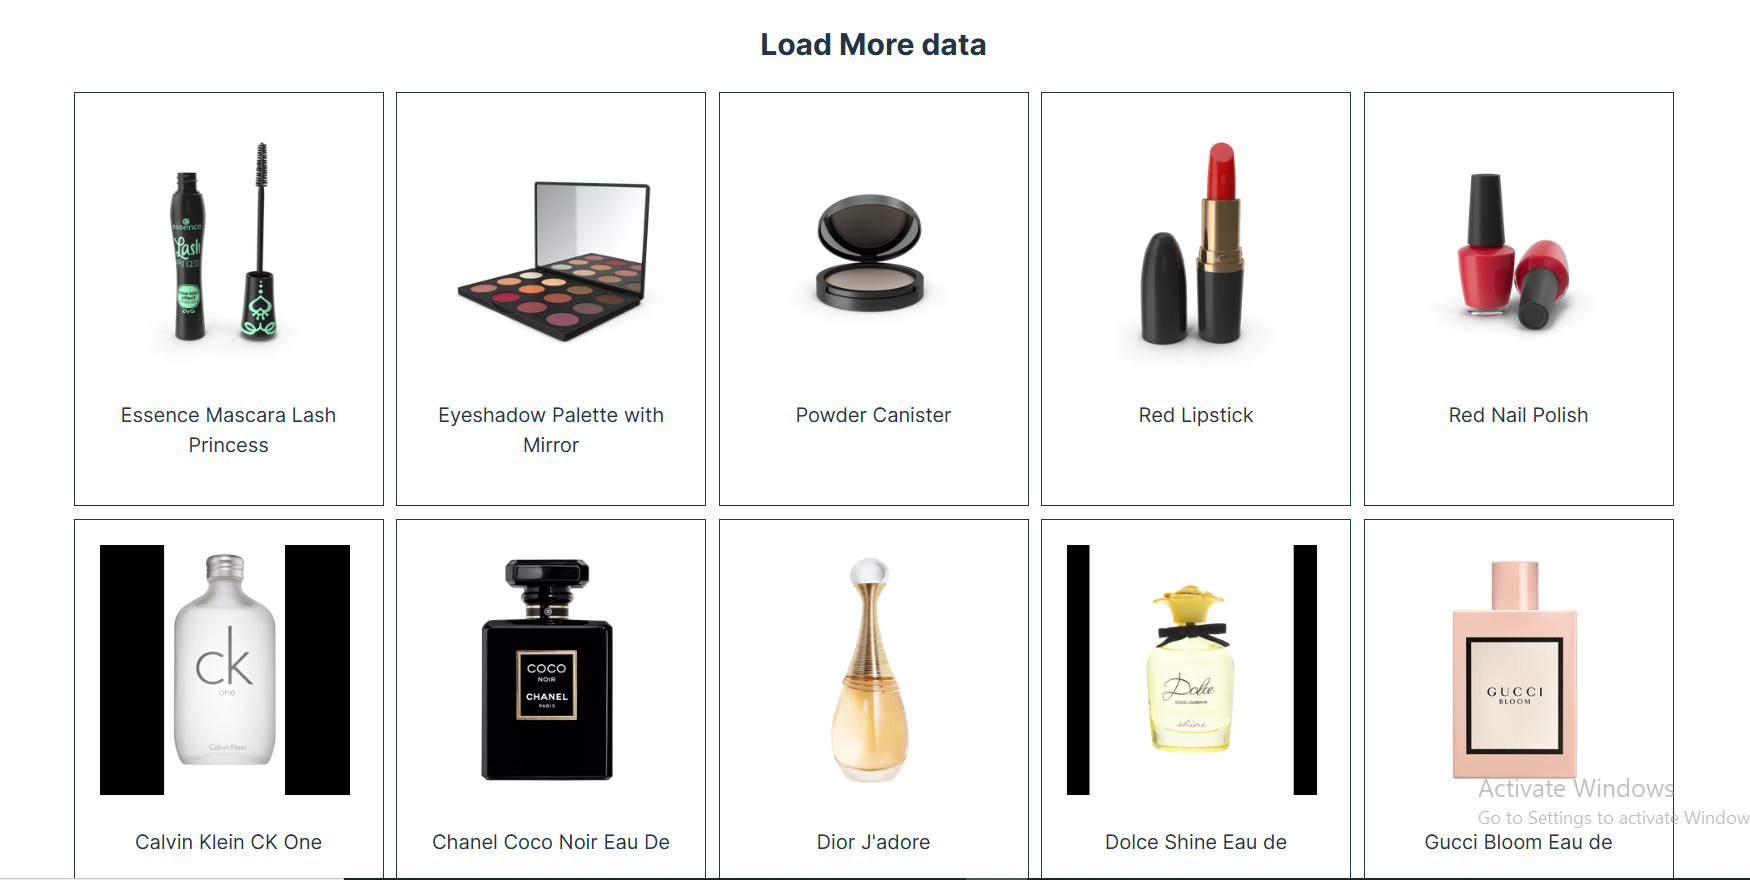 Load More data
essence
Lash
PRINCESS
Essence Mascara Lash
Princess
Eyeshadow Palette with
Mirror
Powder Canister
Red Lipstick
Red Nail Polish
ck
one
Calvin Klein
COCO
NOIR
CHANEL
PARIS
Dolce
DOLCE & GABBANA
shine
GUCCI
BLOOM
Calvin Klein CK One
Chanel Coco Noir Eau De
Dior J'adore
Dolce Shine Eau de
Gucci Bloom Eau de
Activate Windows
Go to Settings to activate Window